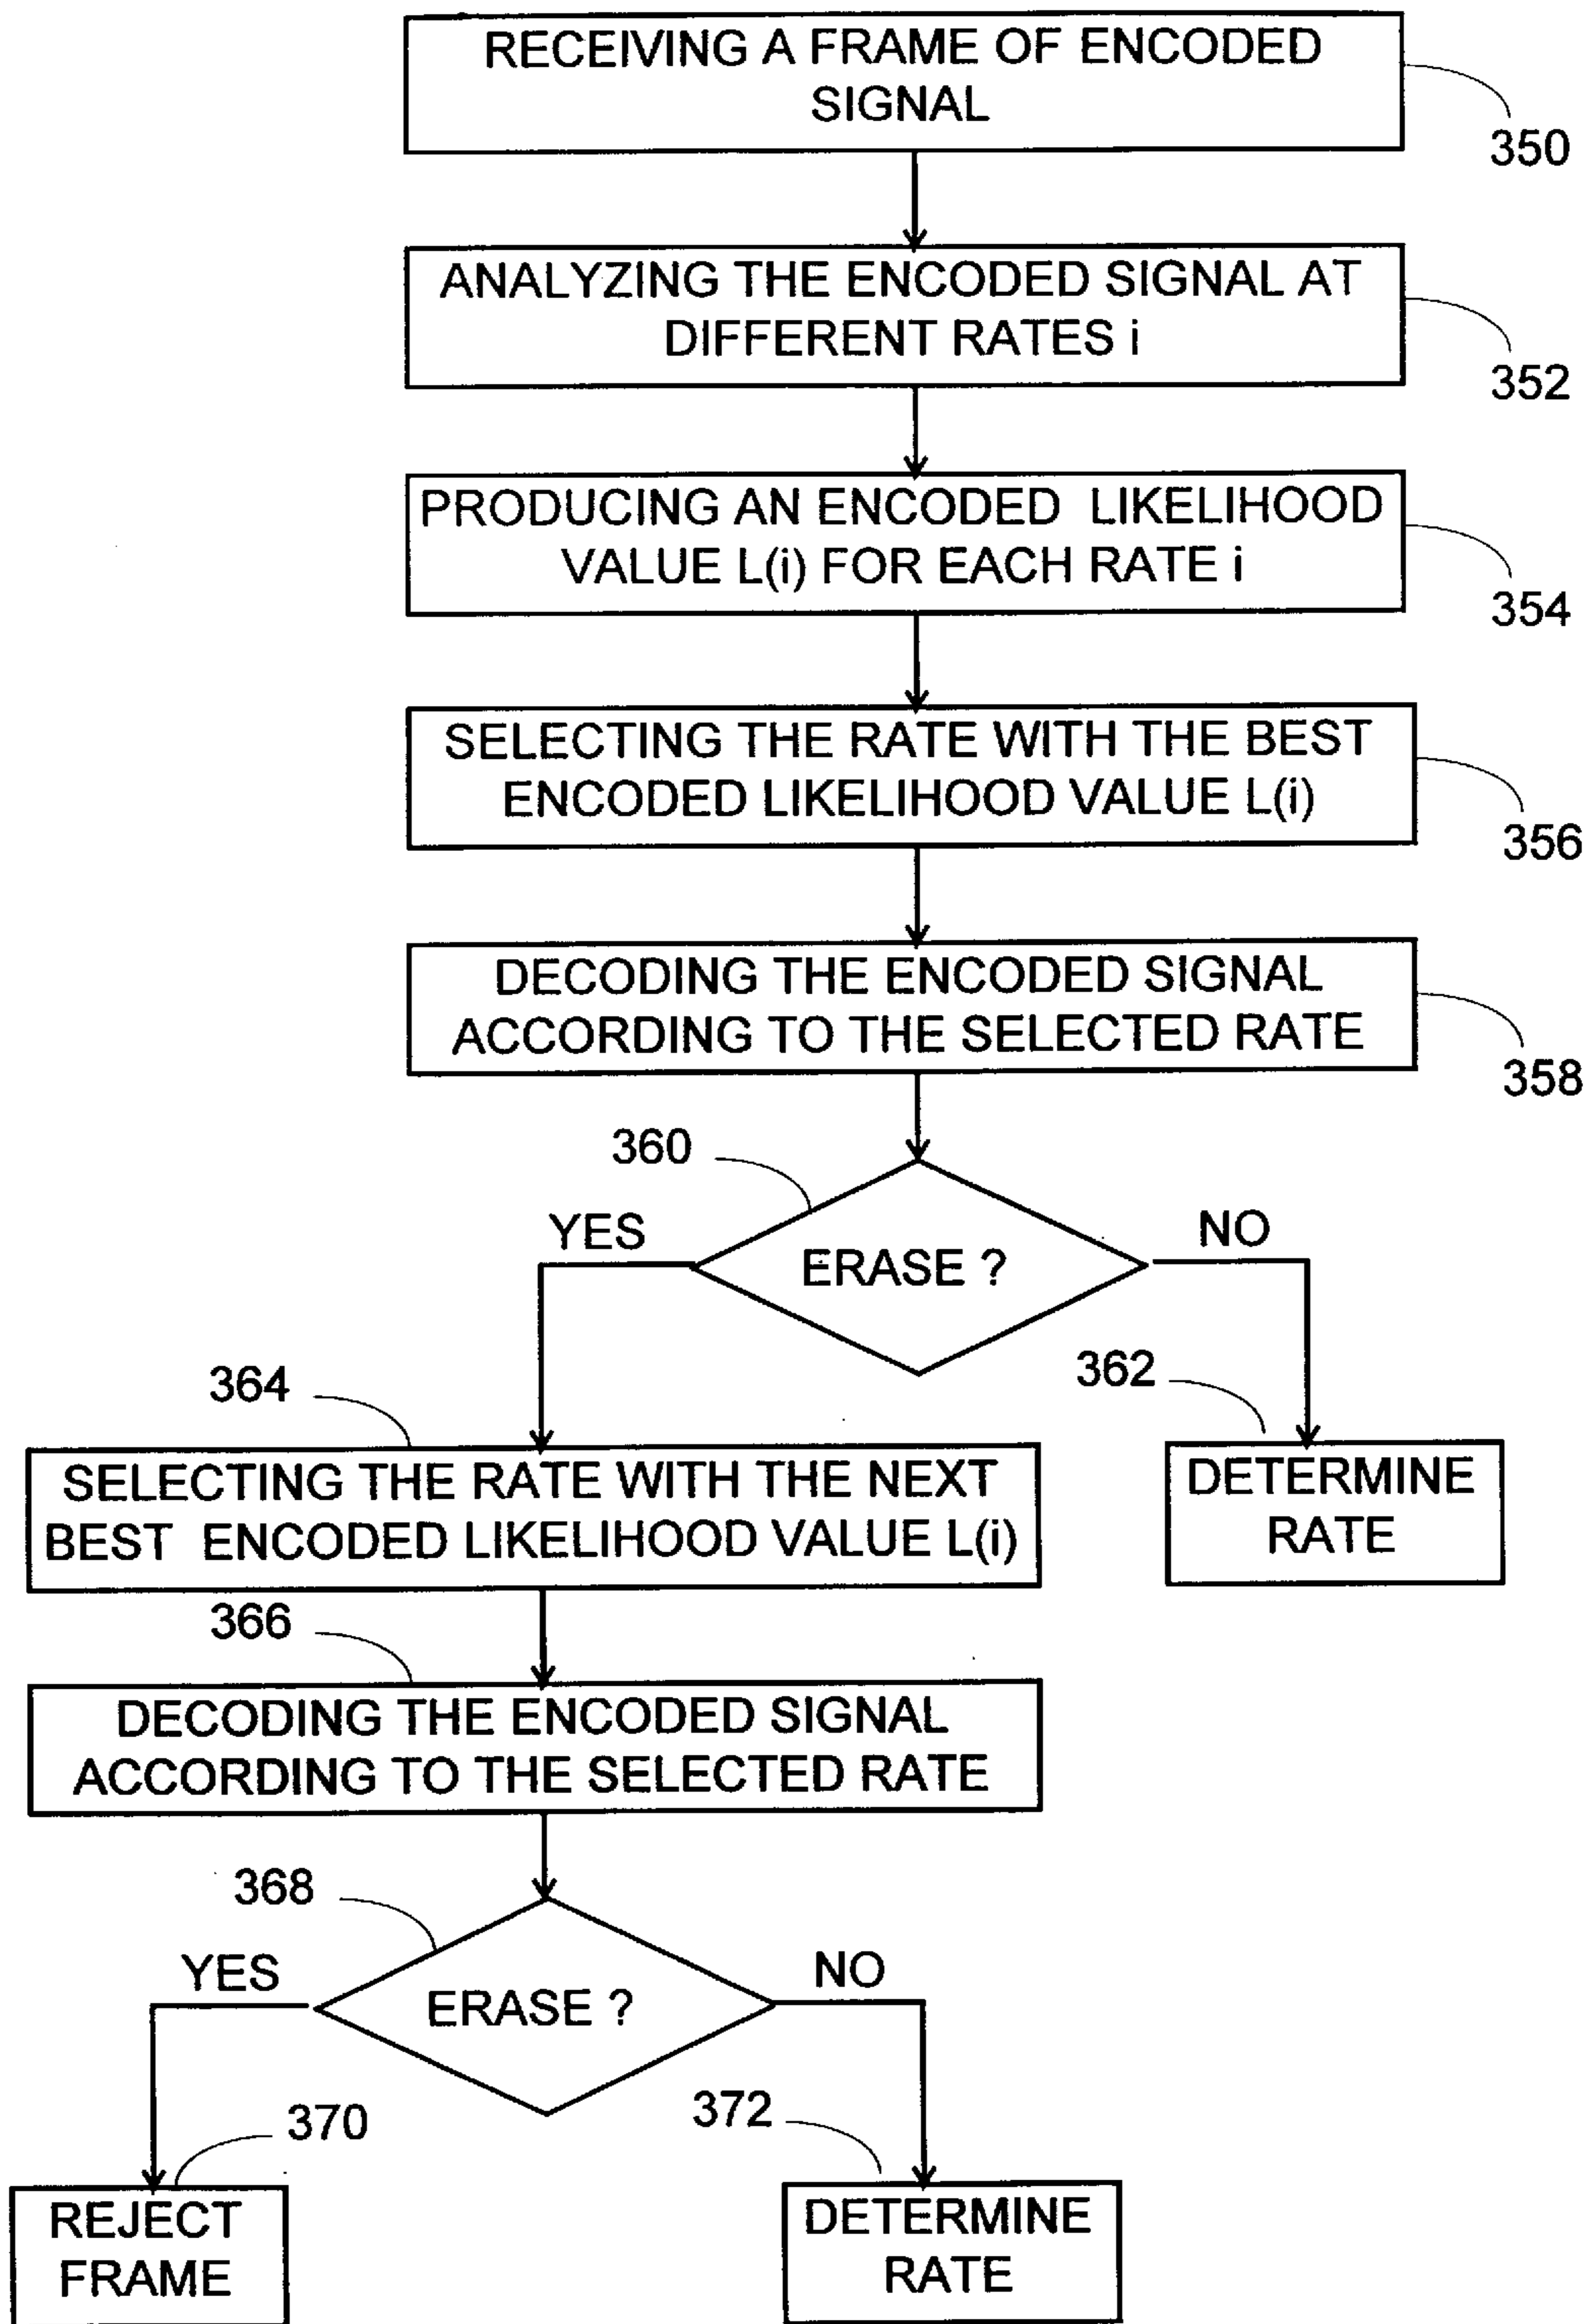 RECEIVING A FRAME OF ENCODED
SIGNAL
350
ANALYZING THE ENCODED SIGNAL AT
DIFFERENT RATES i
352
PRODUCING AN ENCODED LIKELIHOOD
VALUE L(i) FOR EACH RATE i
354
SELECTING THE RATE WITH THE BEST
ENCODED LIKELIHOOD VALUE L(i)
356
DECODING THE ENCODED SIGNAL
ACCORDING TO THE SELECTED RATE
358
360
YES
NO
ERASE ?
364
362
SELECTING THE RATE WITH THE NEXT
BEST ENCODED LIKELIHOOD VALUE L(i)
DETERMINE
RATE
366
DECODING THE ENCODED SIGNAL
ACCORDING TO THE SELECTED RATE
368
YES
NO
ERASE ?
370
372
REJECT
FRAME
DETERMINE
RATE